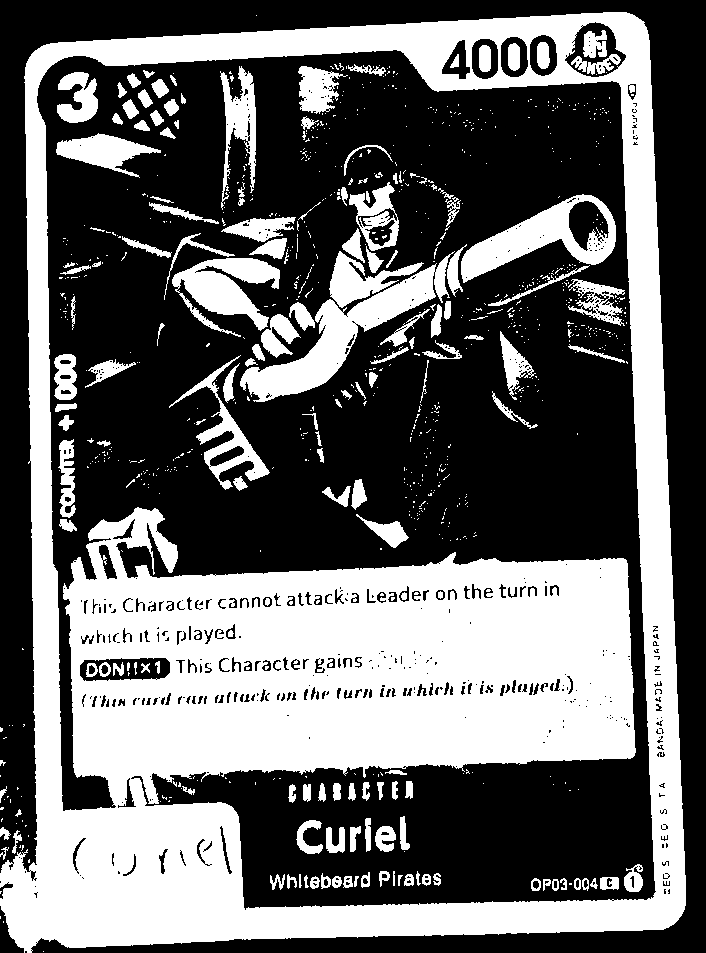 3
4000
射
RANGED
COUNTER +1000
This Character cannot attack a Leader on the turn in
which it is played.
DON!!×1 This Character gains
(This card can attack on the turn in which it is played.)
CHARACTER
Curiel
Curiel
Whitebeard Pirates
OP03-004 C 1
BANDAI MADE IN JAPAN